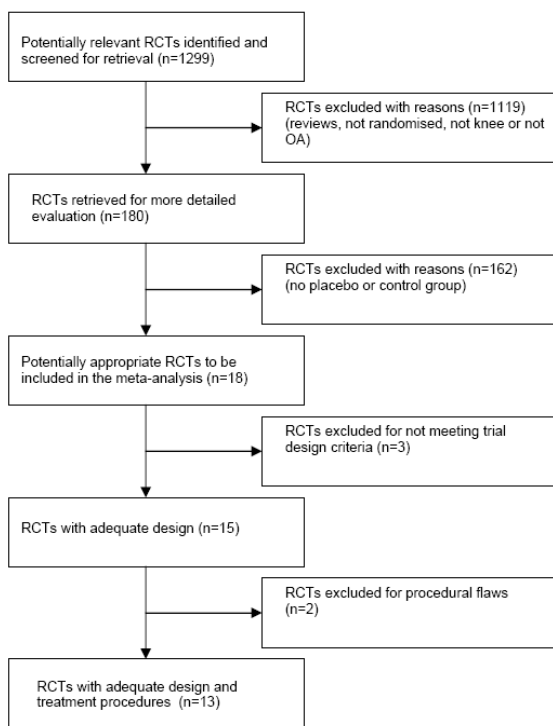 Potentially relevant RCTs identified and
screened for retrieval (n=1299)
RCTs excluded with reasons (n=1119)
(reviews, not randomised, not knee or not
OA)
RCTs retrieved for more detailed
evaluation (n=180)
RCTs excluded with reasons (n=162)
(no placebo or control group)
Potentially appropriate RCTs to be
included in the meta-analysis (n=18)
RCTs excluded for not meeting trial
design criteria (n=3)
RCTs with adequate design (n=15)
RCTs excluded for procedural flaws
(n=2)
RCTs with adequate design and
treatment procedures (n=13)